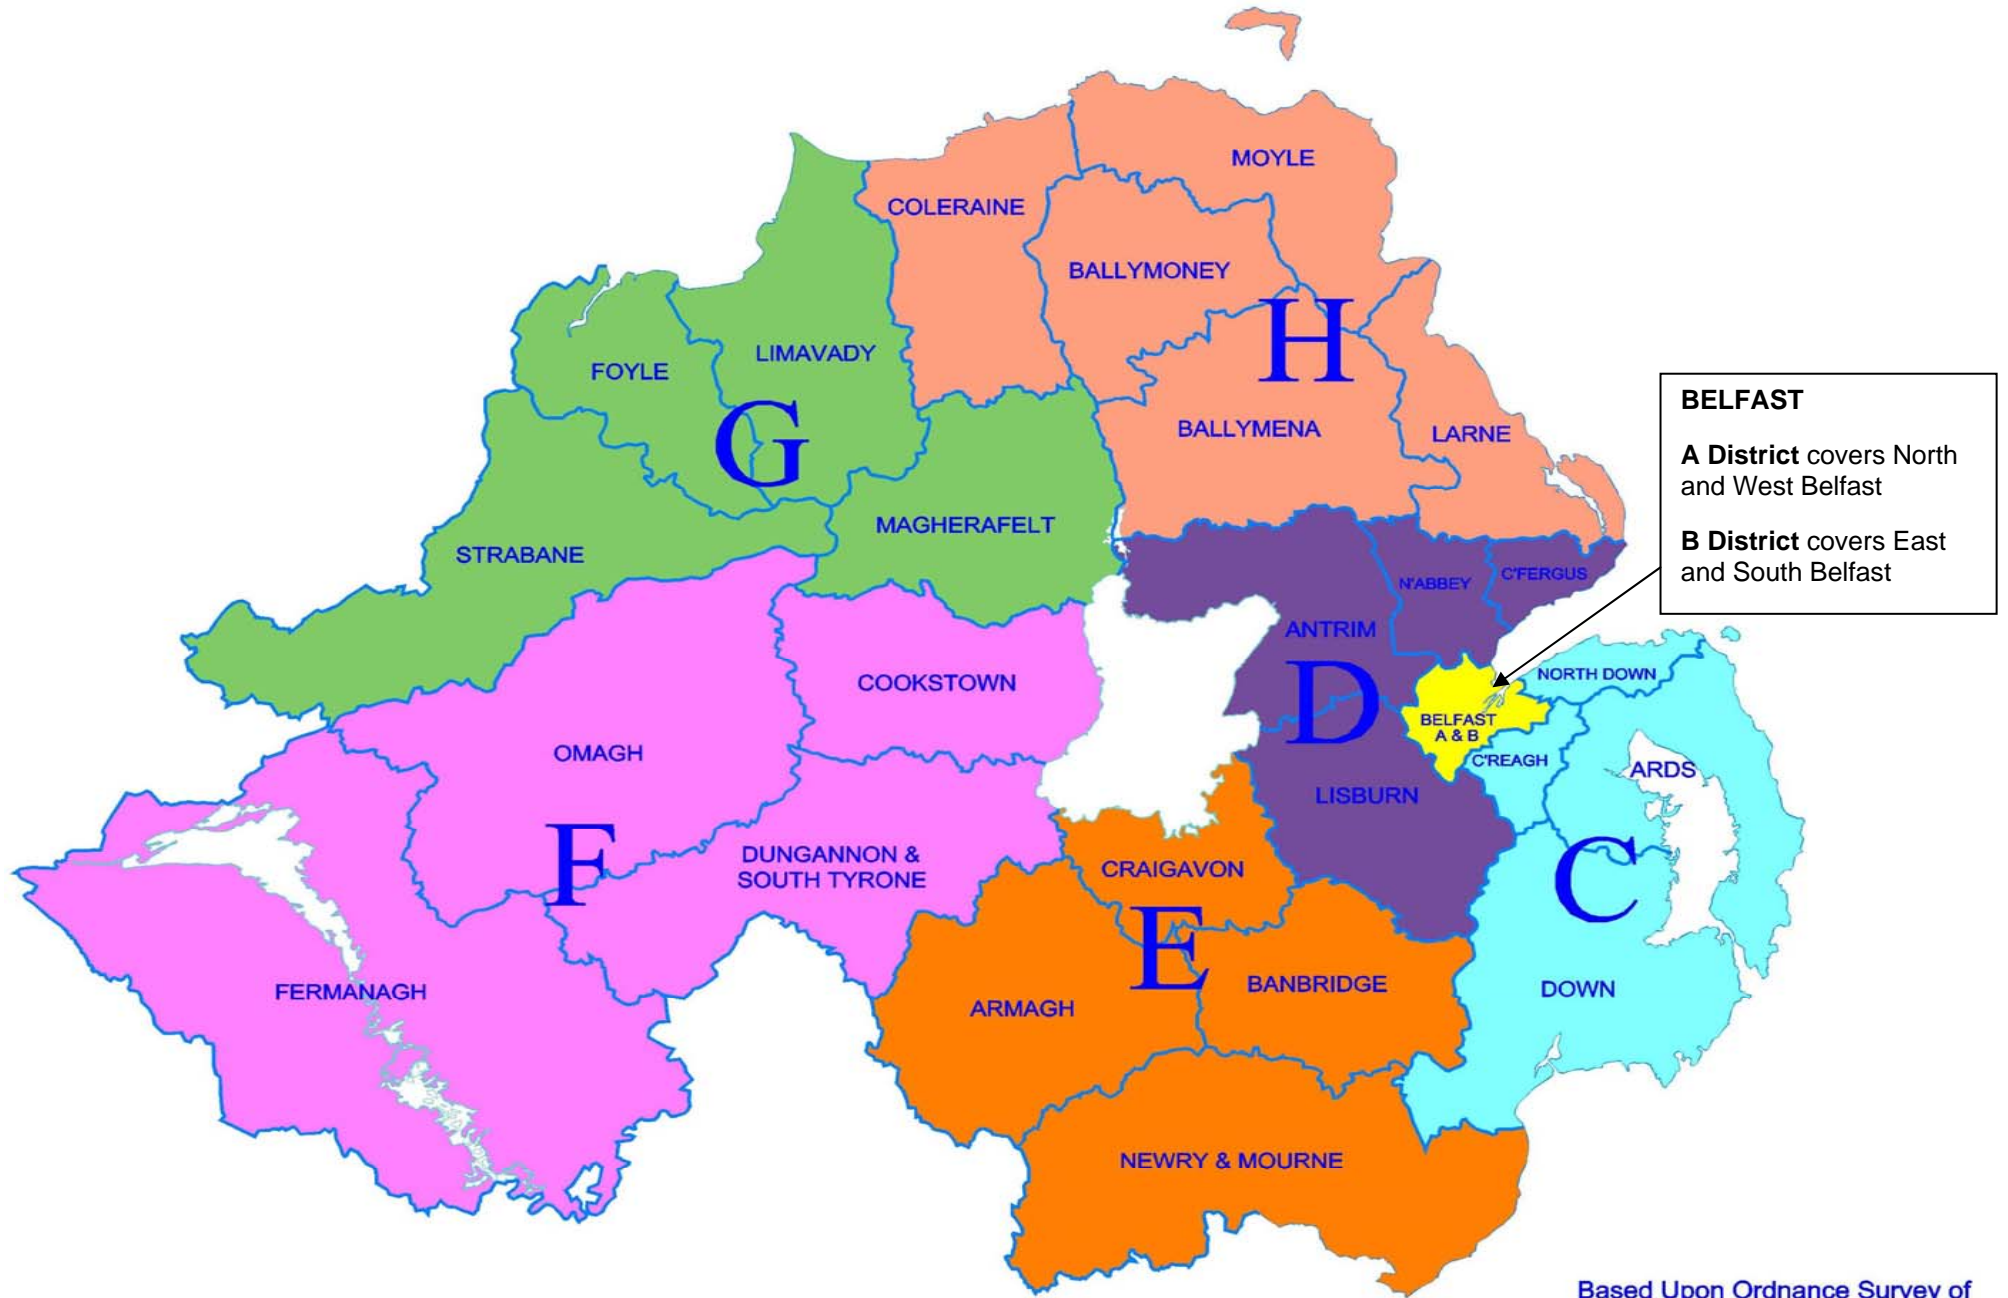 MOYLE
COLERAINE
BALLYMONEY
H
LIMAVADY
FOYLE
BELFAST
A District covers North
and West Belfast
B District covers East
and South Belfast
G
BALLYMENA
LARNE
MAGHERAFELT
STRABANE
N'ABBEY
C'FERGUS
ANTRIM
COOKSTOWN
D
NORTH DOWN
BELFAST
A & B
OMAGH
C'REAGH
ARDS
LISBURN
F
DUNGANNON &
SOUTH TYRONE
CRAIGAVON
C
E
FERMANAGH
ARMAGH
BANBRIDGE
DOWN
NEWRY & MOURNE
Based Upon Ordnance Survey of